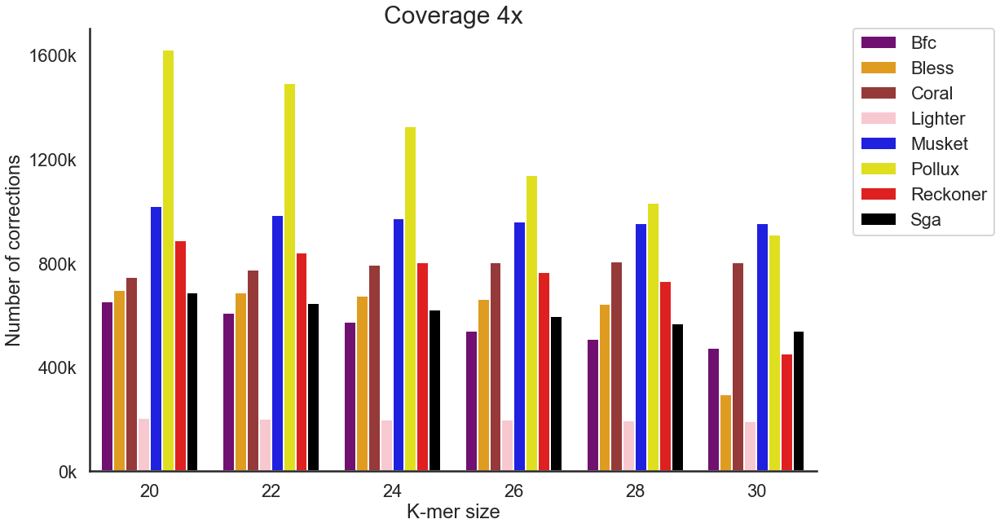 Coverage 4x
Number of corrections
1600k
1200k
800k
400k
0k
20 22 24 26 28 30
K-mer size
Bfc
Bless
Coral
Lighter
Musket
Pollux
Reckoner
Sga